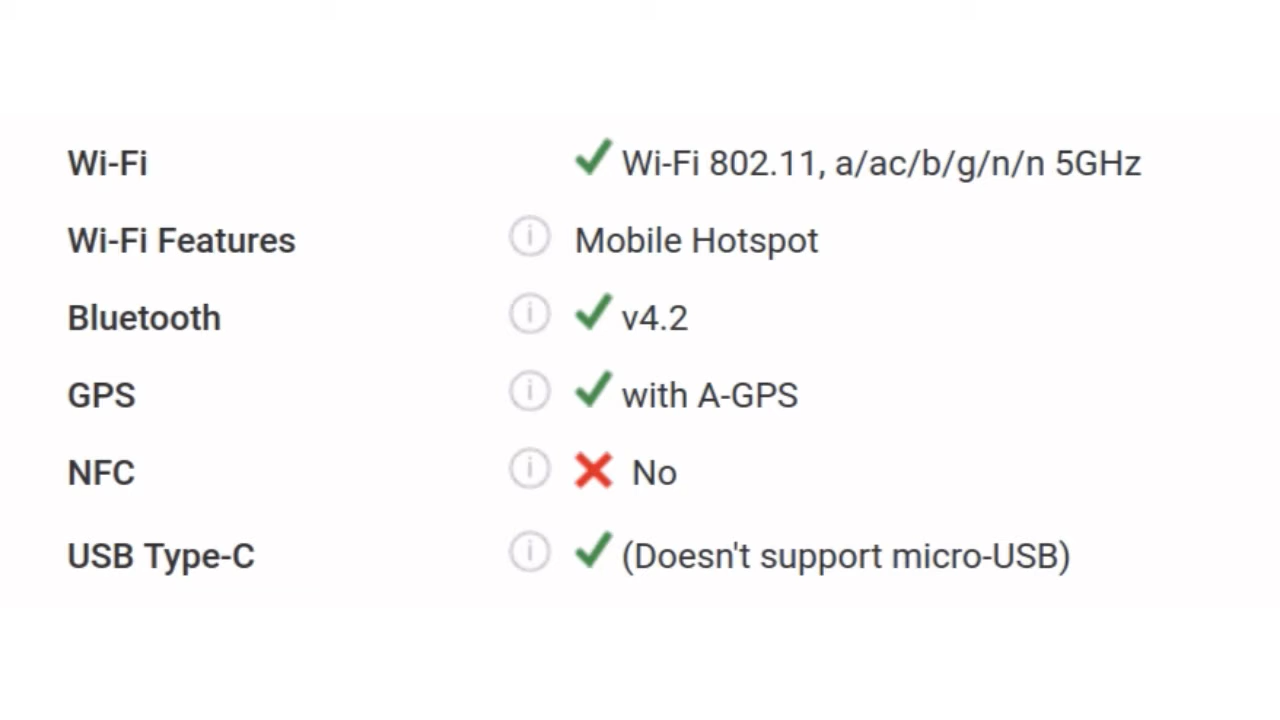 Wi-Fi Wi-Fi 802.11, a/ac/b/g/n/n 5GHz
Wi-Fi Features Mobile Hotspot
Bluetooth v4.2
GPS with A-GPS
NFC No
USB Type-C (Doesn't support micro-USB)